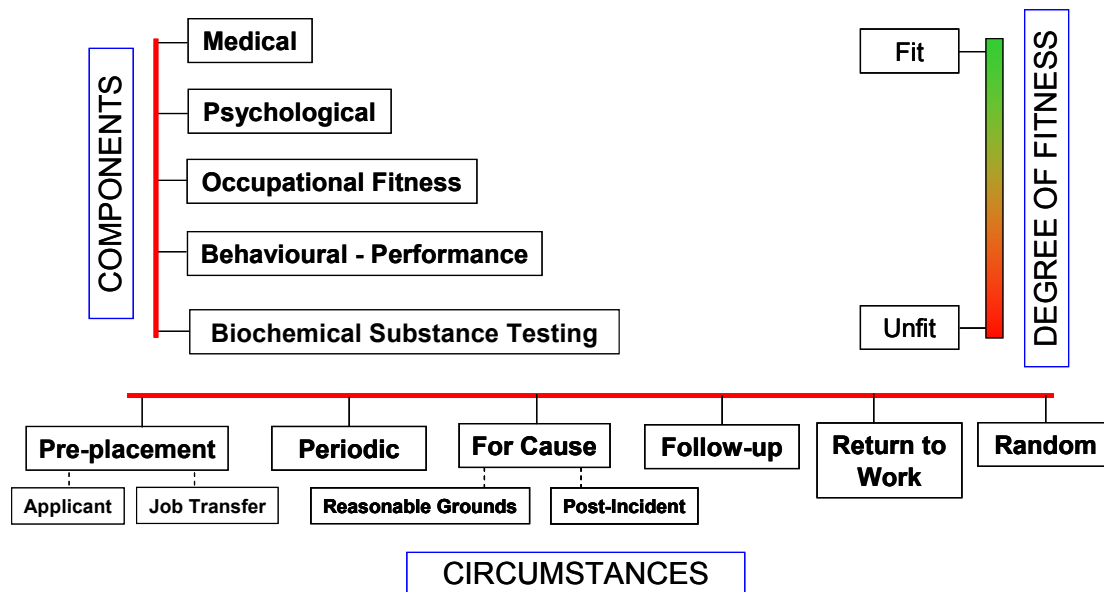 COMPONENTS
Medical
Psychological
Occupational Fitness
Behavioural - Performance
Biochemical Substance Testing
Fit
Unfit
DEGREE OF FITNESS
Pre-placement
Applicant
Job Transfer
Periodic
For Cause
Reasonable Grounds
Post-Incident
Follow-up
Return to
Work
Random
CIRCUMSTANCES